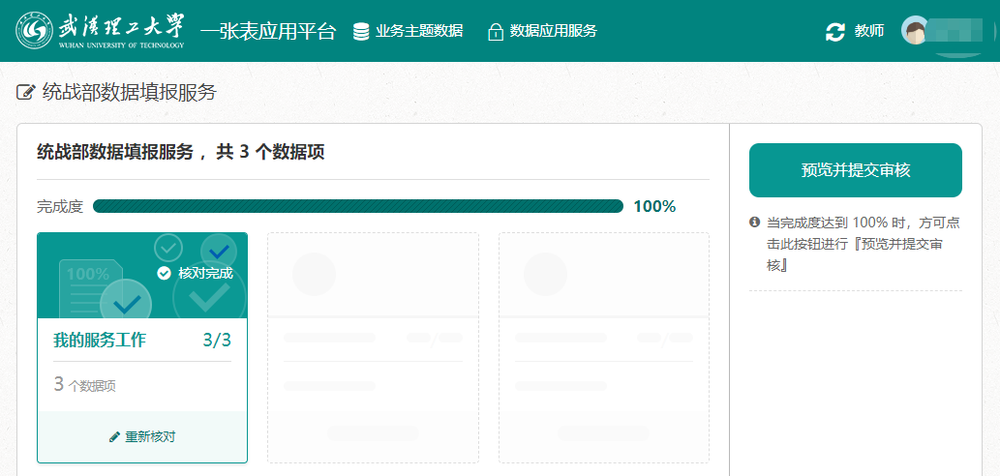 武汉理工大学
WUHAN UNIVERSITY OF TECHNOLOGY
一张表应用平台
业务主题数据
数据应用服务
教师
统战部数据填报服务
统战部数据填报服务 ，共 3 个数据项
完成度
100%
100%
核对完成
我的服务工作
3/3
3 个数据项
重新核对
预览并提交审核
当完成度达到 100% 时，方可点
击此按钮进行『预览并提交审
核』